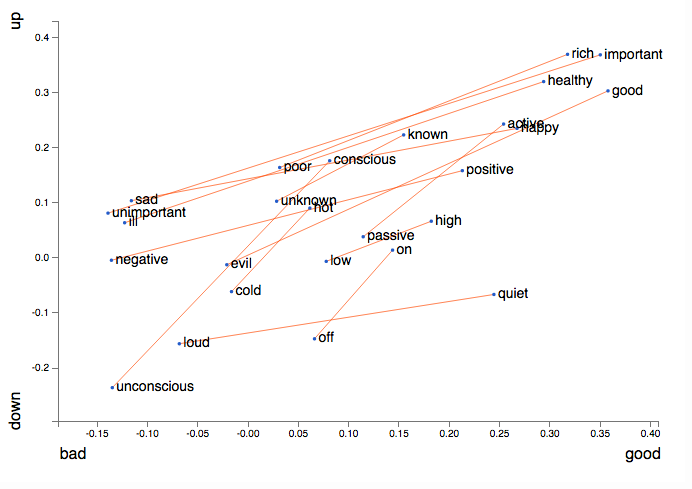 up
0.4
rich
important
healthy
0.3
good
active
happy
known
0.2
conscious
poor
positive
sad
unknown
0.1
not
unimportant
ill
high
passive
on
0.0
negative
evil
low
cold
quiet
-0.1
off
loud
-0.2
unconscious
down
-0.15 -0.10 -0.05 0.00 0.05 0.10 0.15 0.20 0.25 0.30 0.35 0.40
bad good